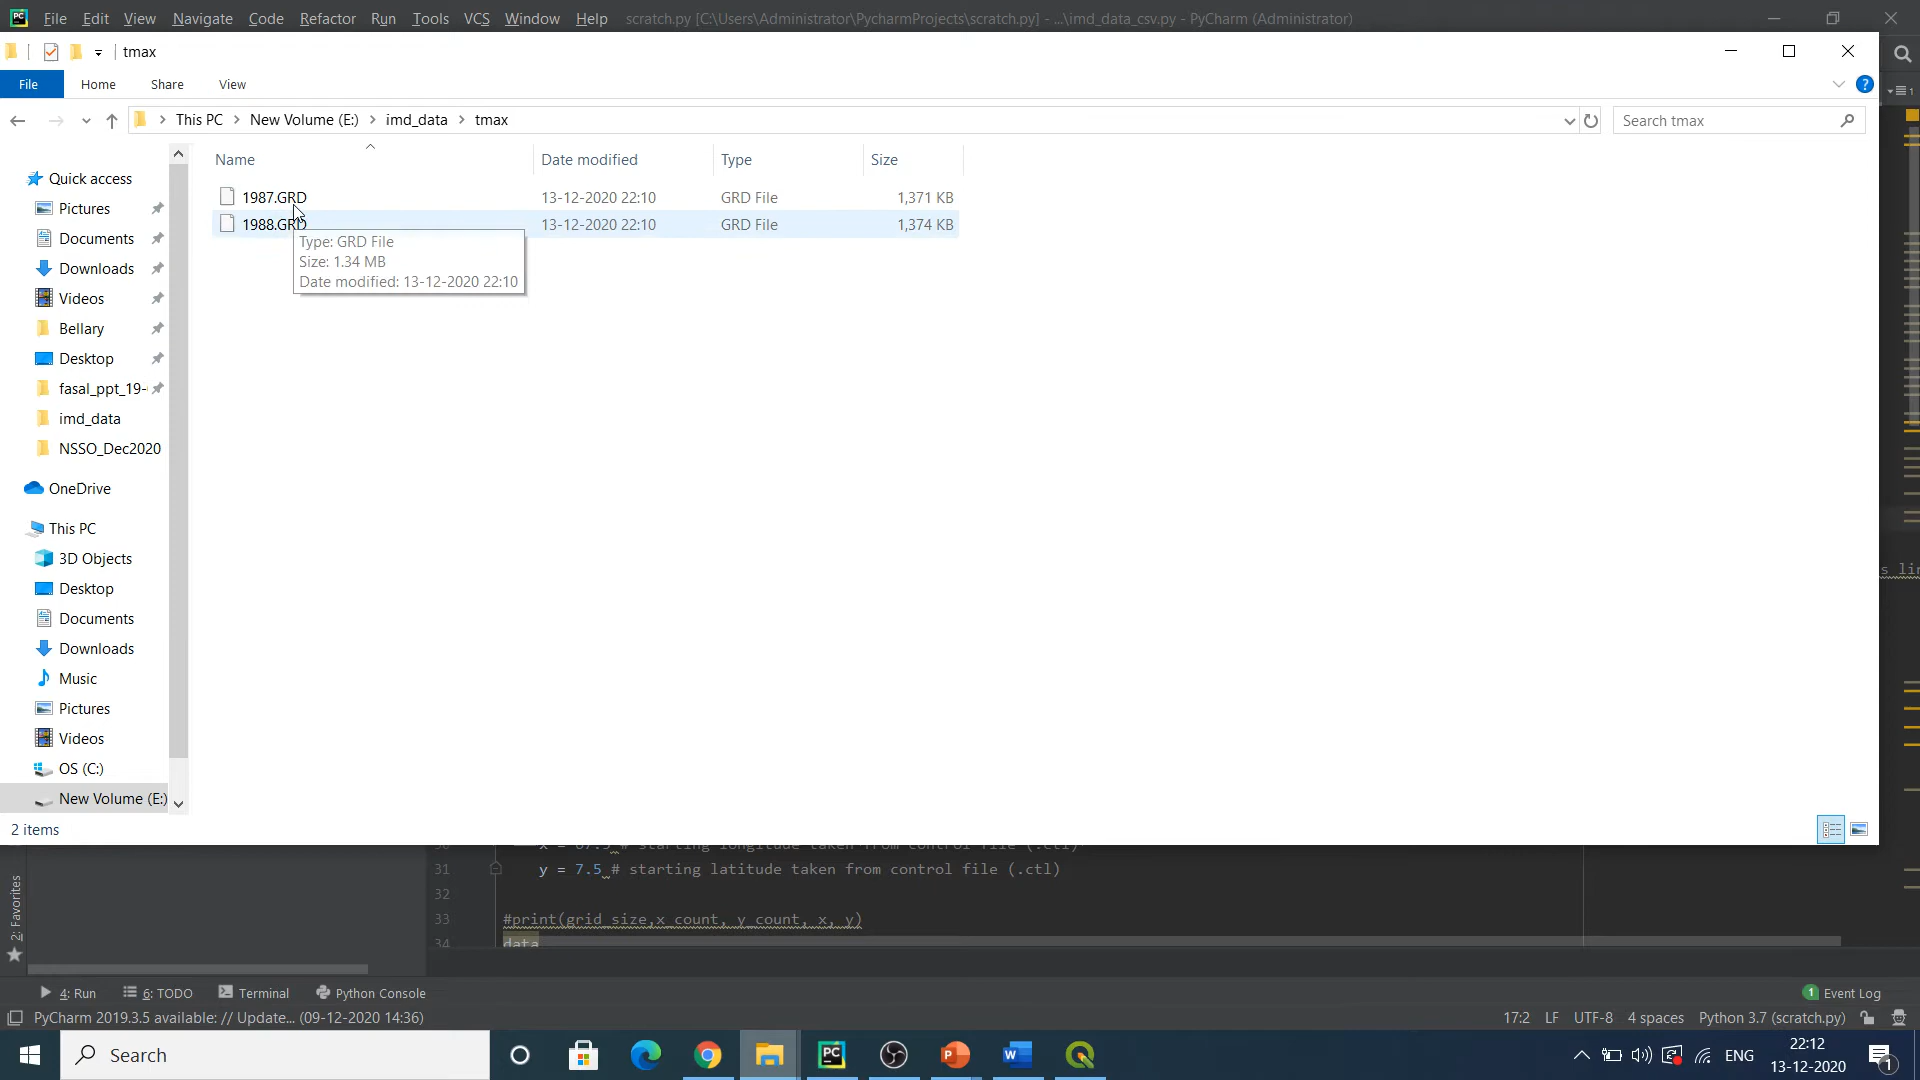 File Edit View Navigate Code Refactor Run Tools VCS Window Help scratch.py [C:\Users\Administrator\PycharmProjects\scratch.py] - ...\imd_data_csv.py - PyCharm (Administrator)
tmax
File Home Share View
This PC New Volume (E:) imd_data tmax
Search tmax
Name Date modified Type Size
1987.GRD 13-12-2020 22:10 GRD File 1,371 KB
1988.GRD 13-12-2020 22:10 GRD File 1,374 KB
Type: GRD File
Size: 1.34 MB
Date modified: 13-12-2020 22:10
Quick access
Pictures
Documents
Downloads
Videos
Bellary
Desktop
fasal_ppt_19-
imd_data
NSSO_Dec2020
OneDrive
This PC
3D Objects
Desktop
Documents
Downloads
Music
Pictures
Videos
OS (C:)
New Volume (E:)
2 items
31 y = 7.5 # starting latitude taken from control file (.ctl)
32
33 #print(grid_size,x_count, y_count, x, y)
34 data
2: Favorites
4: Run 6: TODO Terminal Python Console 1 Event Log
PyCharm 2019.3.5 available: // Update... (09-12-2020 14:36) 17:2 LF UTF-8 4 spaces Python 3.7 (scratch.py)
Search
ENG
22:12
13-12-2020
1